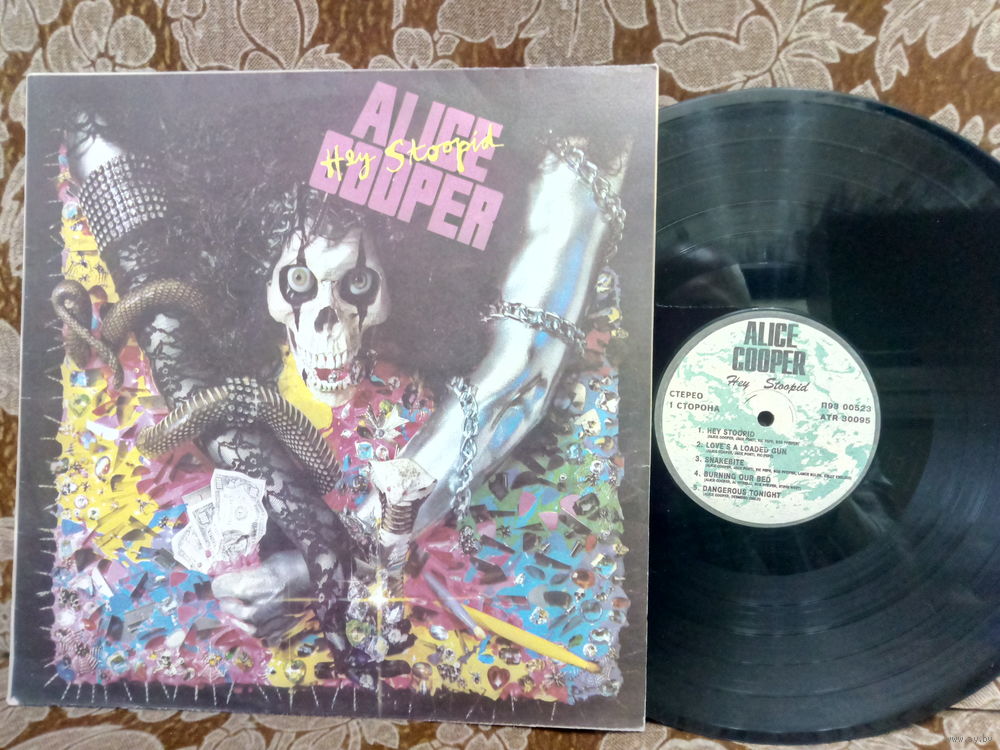 ALICE
Hey Stoopid
COOPER
ALICE
COOPER
Hey Stoopid
СТЕРЕО
1 СТОРОНА
П93 00523
ATR 30095
1. HEY STOOPID
2. LOVE'S A LOADED GUN
3. SNAKEBITE
4. BURNING OUR BED
5. DANGEROUS TONIGHT